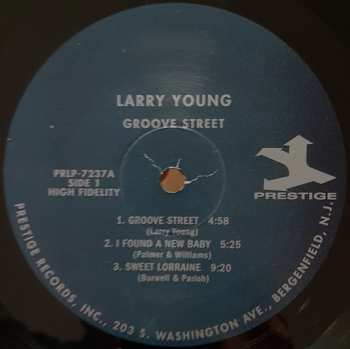 LARRY YOUNG
GROOVE STREET
PRLP-7237A
SIDE 1
HIGH FIDELITY
PRESTIGE
1. GROOVE STREET 4:58
(Larry Young)
2. I FOUND A NEW BABY 5:25
(Palmer & Williams)
3. SWEET LORRAINE 9:20
(Burwell & Parish)
PRESTIGE RECORDS, INC., 203 S. WASHINGTON AVE., BERGENFIELD, N.J.